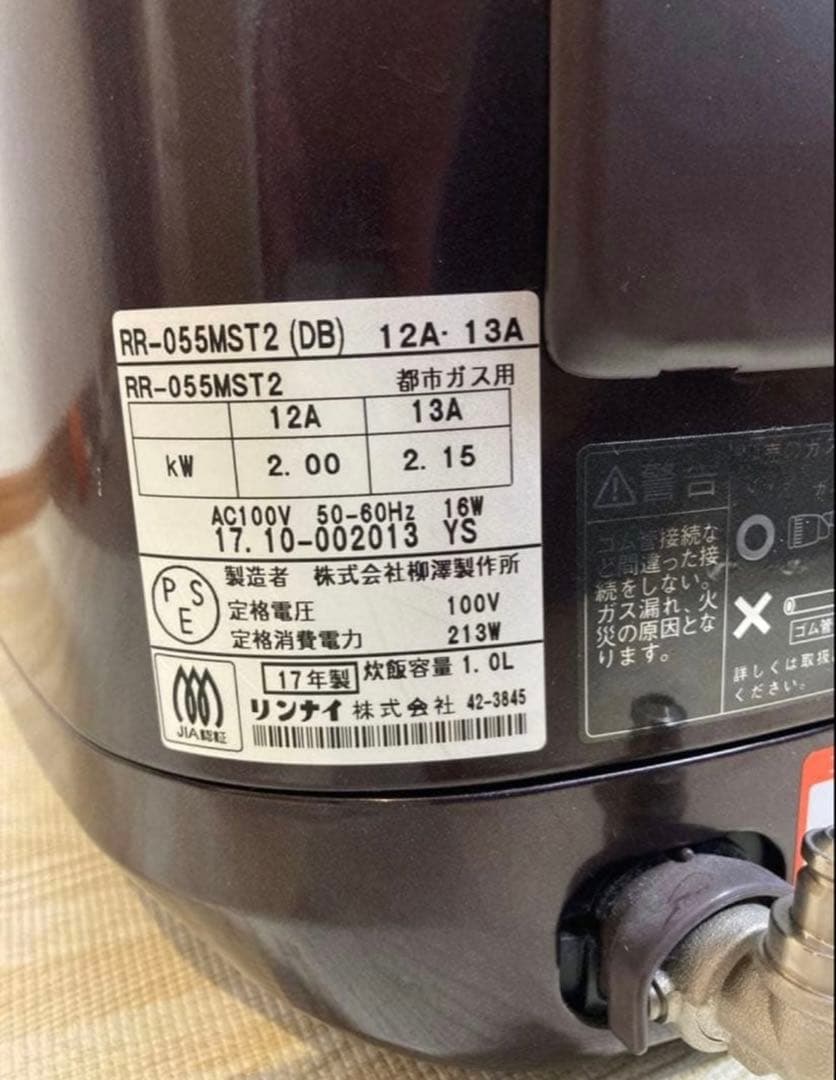 RR-055MST2 (DB) 12A・13A
RR-055MST2 都市ガス用
12A 13A
kW 2.00 2.15
AC100V 50-60Hz 16W
17.10-002013 YS
製造者 株式会社柳澤製作所
PSE
定格電圧 100V
定格消費電力 213W
17年製 炊飯容量 1.0L
JIA認証
リンナイ株式会社 42-3845
警告
ゴム管接続な
ど間違った接
続をしない。
ガス漏れ、火
災の原因とな
ります。
ゴム管
詳しくは取扱
ください。